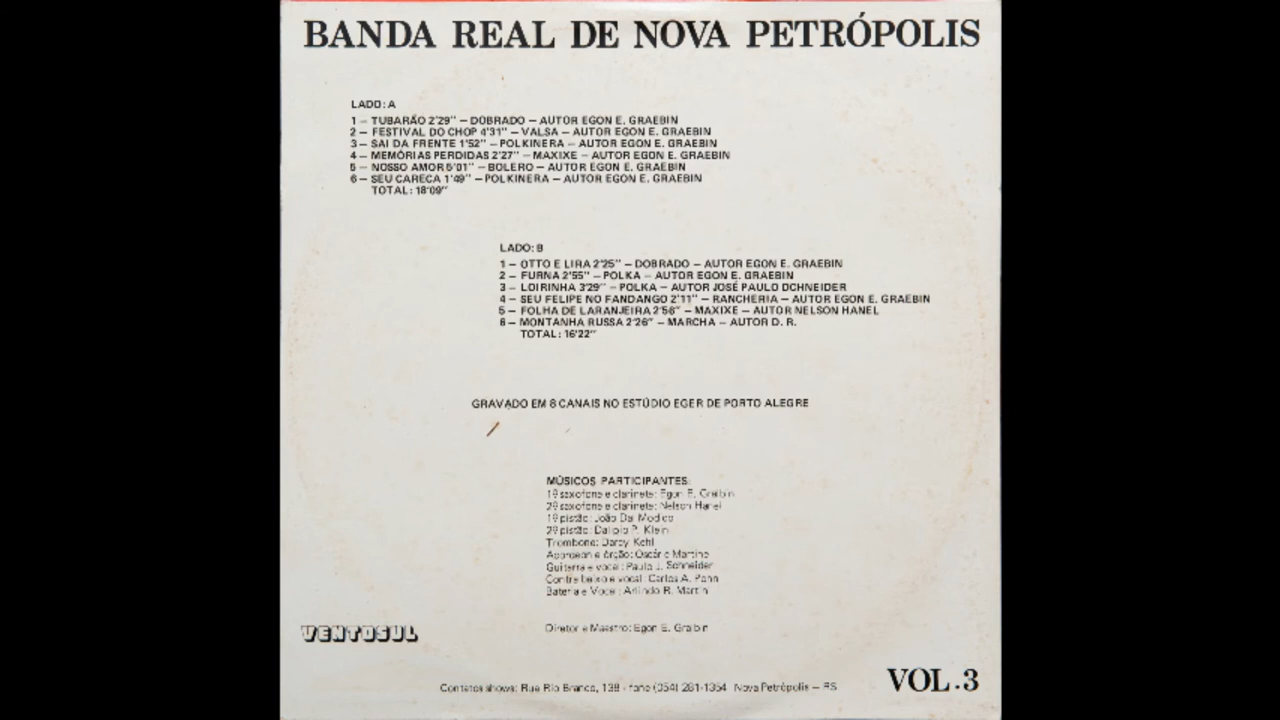 BANDA REAL DE NOVA PETRÓPOLIS
LADO: A
1 – TUBARÃO 2'29" – DOBRADO – AUTOR EGON E. GRAEBIN
2 – FESTIVAL DO CHOP 4'31" – VALSA – AUTOR EGON E. GRAEBIN
3 – SAI DA FRENTE 1'52" – POLKINERA – AUTOR EGON E. GRAEBIN
4 – MEMÓRIAS PERDIDAS 2'27" – MAXIXE – AUTOR EGON E. GRAEBIN
5 – NOSSO AMOR 5'01" – BOLERO – AUTOR EGON E. GRAEBIN
6 – SEU CARECA 1'49" – POLKINERA – AUTOR EGON E. GRAEBIN
TOTAL: 18'09"
LADO: B
1 – OTTO E LIRA 2'25" – DOBRADO – AUTOR EGON E. GRAEBIN
2 – FURNA 2'55" – POLKA – AUTOR EGON E. GRAEBIN
3 – LOIRINHA 3'29" – POLKA – AUTOR JOSÉ PAULO
4 – SEU FELIPE NO FANDANGO 2'11" – RANCHERIA – AUTOR EGON E. GRAEBIN
5 – FOLHA DE LARANJEIRA 2'56" – MAXIXE – AUTOR NELSON HANEL
6 – MONTANHA RUSSA 2'26" – MARCHA – AUTOR D. R.
TOTAL: 16'22"
GRAVADO EM 8 CANAIS NO ESTÚDIO EGER DE PORTO ALEGRE
MÚSICOS PARTICIPANTES:
1º saxofone e clarinete: Egon E. Graibin
2º saxofone e clarinete: Nelson Hanel
1º pistão: João Dal Modico
2º pistão: P. Klein
Trombone: Darcy Kehl
Acordeon e órgão: Martine
Guitarra e vocal: Paulo J. Schneider
Contra baixo e vocal: Carlos A. Pohn
Bateria e Vocal: Arlindo R. Martin
Diretor e Maestro: Egon E. Graibin
VENTOSUL
VOL.3
Contatos shows: Rua Rio Branco, 138 - fone (054) 281-1354 Nova Petrópolis – RS